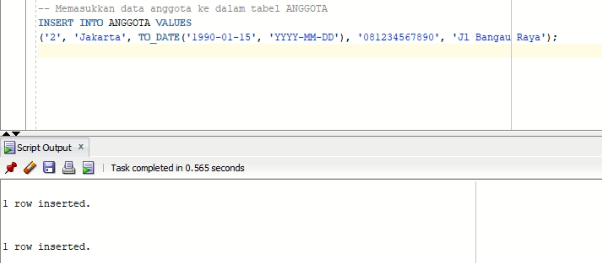 -- Memasukkan data anggota ke dalam tabel ANGGOTA
INSERT INTO ANGGOTA VALUES
('2', 'Jakarta', TO_DATE('1990-01-15', 'YYYY-MM-DD'), '081234567890', 'Jl Bangau Raya');
Script Output ×
Task completed in 0.565 seconds
1 row inserted.
1 row inserted.